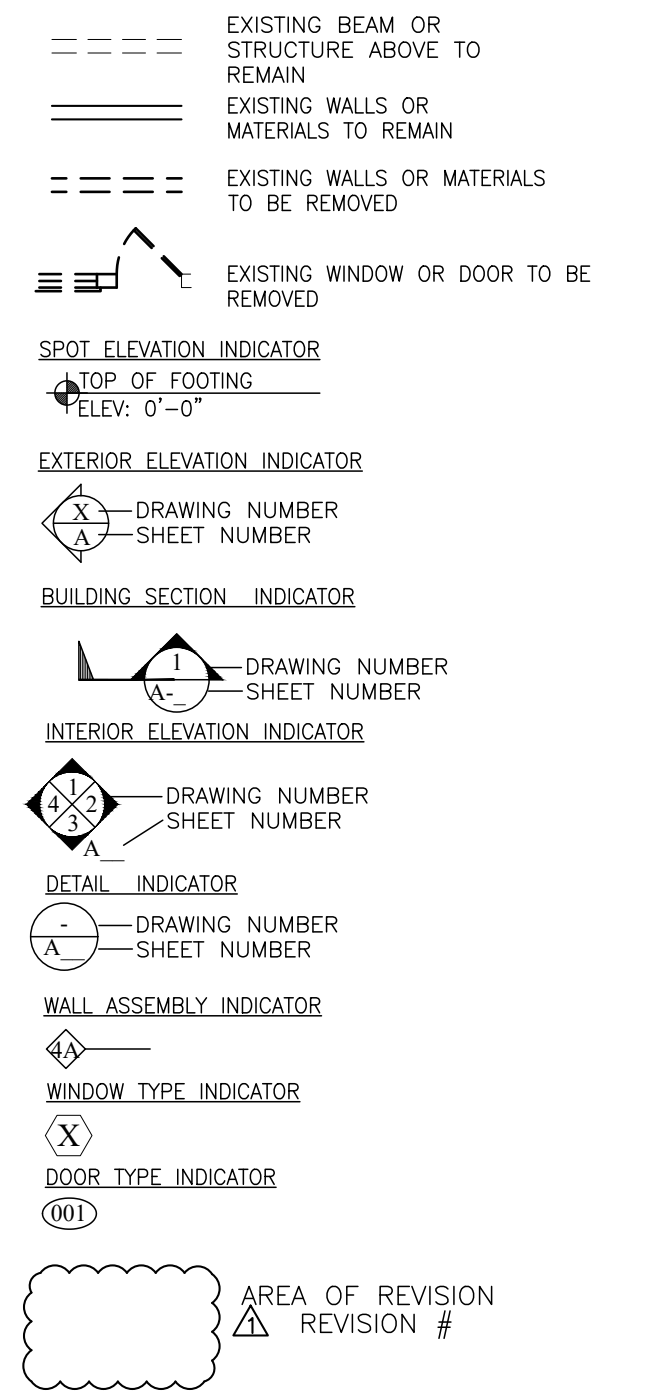 EXISTING BEAM OR
STRUCTURE ABOVE TO
REMAIN
EXISTING WALLS OR
MATERIALS TO REMAIN
EXISTING WALLS OR MATERIALS
TO BE REMOVED
EXISTING WINDOW OR DOOR TO BE
REMOVED
SPOT ELEVATION INDICATOR
TOP OF FOOTING
ELEV: 0'-0"
EXTERIOR ELEVATION INDICATOR
X DRAWING NUMBER
A SHEET NUMBER
BUILDING SECTION INDICATOR
1 DRAWING NUMBER
A-_ SHEET NUMBER
INTERIOR ELEVATION INDICATOR
1
4 2 DRAWING NUMBER
3 SHEET NUMBER
A__
DETAIL INDICATOR
- DRAWING NUMBER
A__ SHEET NUMBER
WALL ASSEMBLY INDICATOR
4A
WINDOW TYPE INDICATOR
X
DOOR TYPE INDICATOR
001
AREA OF REVISION
1 REVISION #